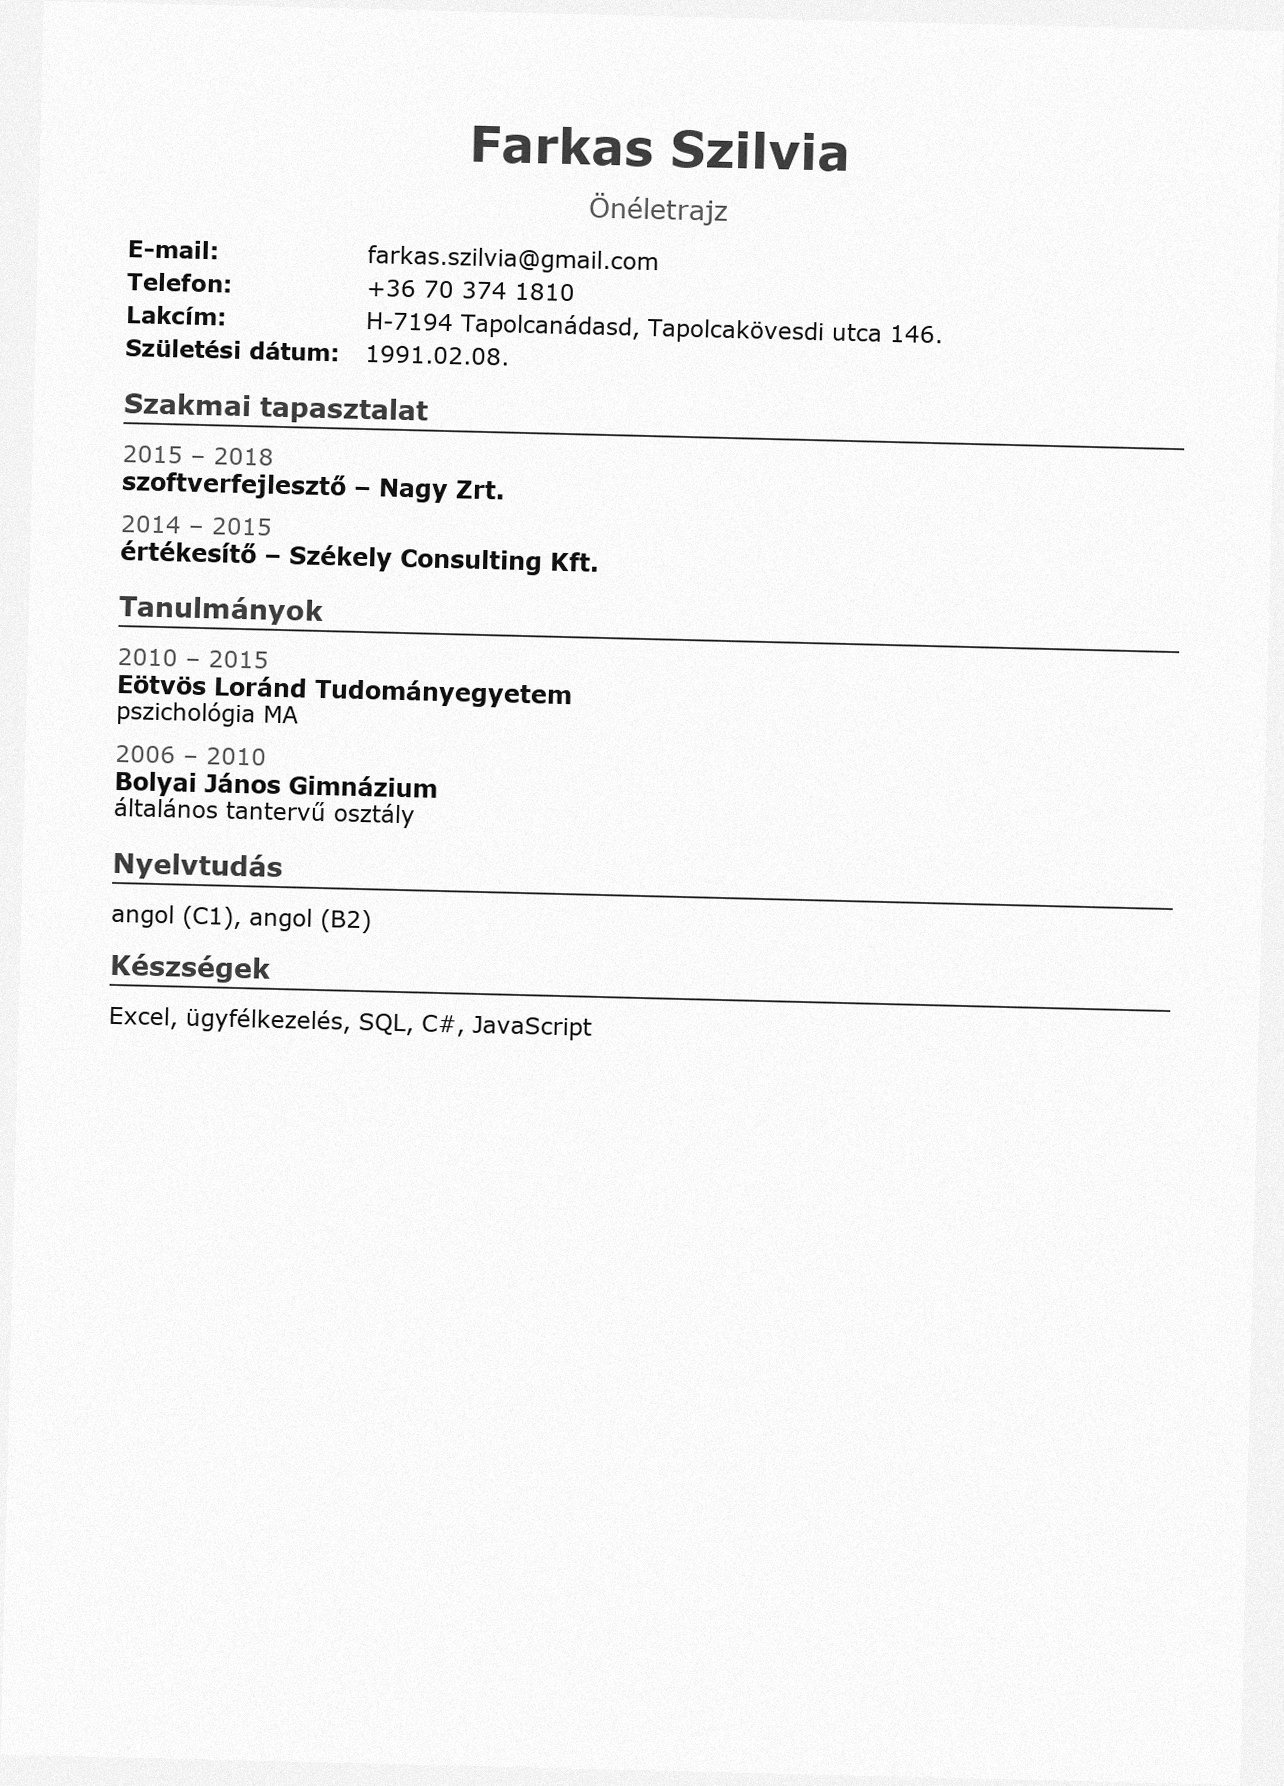 Farkas Szilvia
Önéletrajz
E-mail: farkas.szilvia@gmail.com
Telefon: +36 70 374 1810
Lakcím: H-7194 Tapolcanádasd, Tapolcakövesdi utca 146.
Születési dátum: 1991.02.08.
Szakmai tapasztalat
2015 – 2018
szoftverfejlesztő – Nagy Zrt.
2014 – 2015
értékesítő – Székely Consulting Kft.
Tanulmányok
2010 – 2015
Eötvös Loránd Tudományegyetem
pszichológia MA
2006 – 2010
Bolyai János Gimnázium
általános tantervű osztály
Nyelvtudás
angol (C1), angol (B2)
Készségek
Excel, ügyfélkezelés, SQL, C#, JavaScript